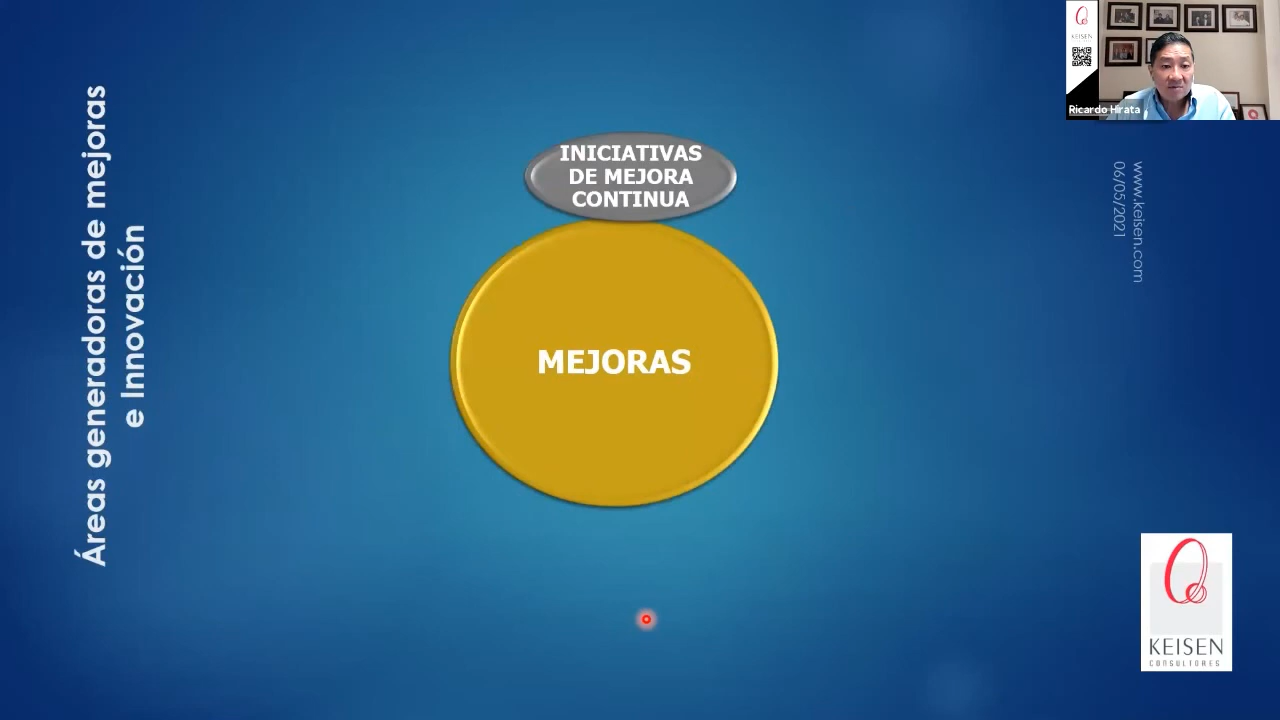 Áreas generadoras de mejoras
e Innovación
INICIATIVAS
DE MEJORA
CONTINUA
MEJORAS
KEISEN
Ricardo Hirata
www.keisen.com
06/05/2021
KEISEN
CONSULTORES